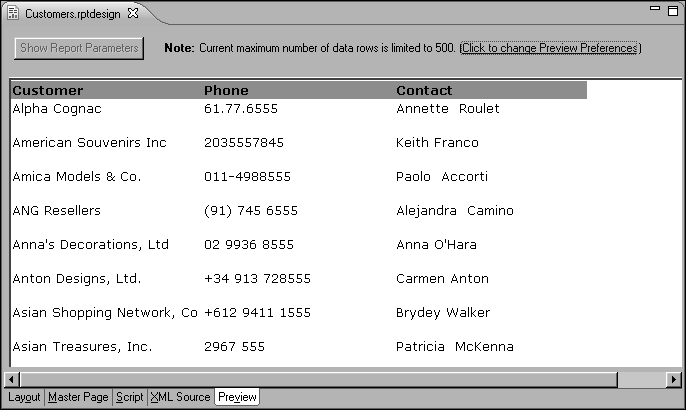 Customers.rptdesign
Show Report Parameters Note: Current maximum number of data rows is limited to 500. (Click to change Preview Preferences)
Customer Phone Contact
Alpha Cognac 61.77.6555 Annette  Roulet
American Souvenirs Inc 2035557845 Keith Franco
Amica Models & Co. 011-4988555 Paolo  Accorti
ANG Resellers (91) 745 6555 Alejandra  Camino
Anna's Decorations, Ltd 02 9936 8555 Anna O'Hara
Anton Designs, Ltd. +34 913 728555 Carmen Anton
Asian Shopping Network, Co +612 9411 1555 Brydey Walker
Asian Treasures, Inc. 2967 555 Patricia  McKenna
Layout Master Page Script XML Source Preview